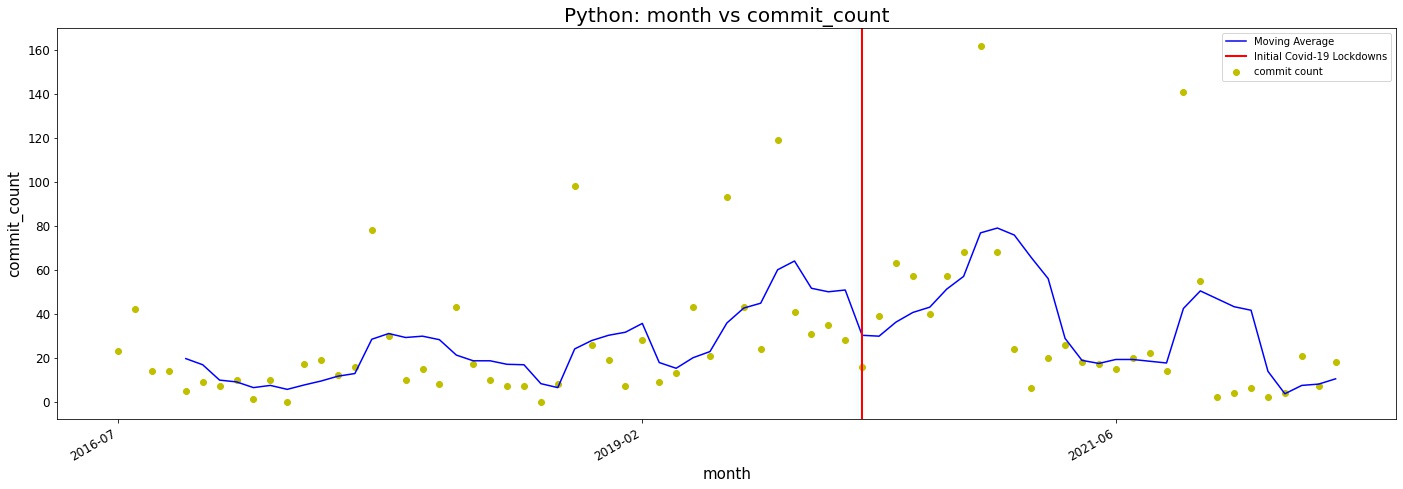 Python: month vs commit_count
Moving Average
Initial Covid-19 Lockdowns
commit count
commit_count
160
140
120
100
80
60
40
20
0
2016-07
2019-02
2021-06
month